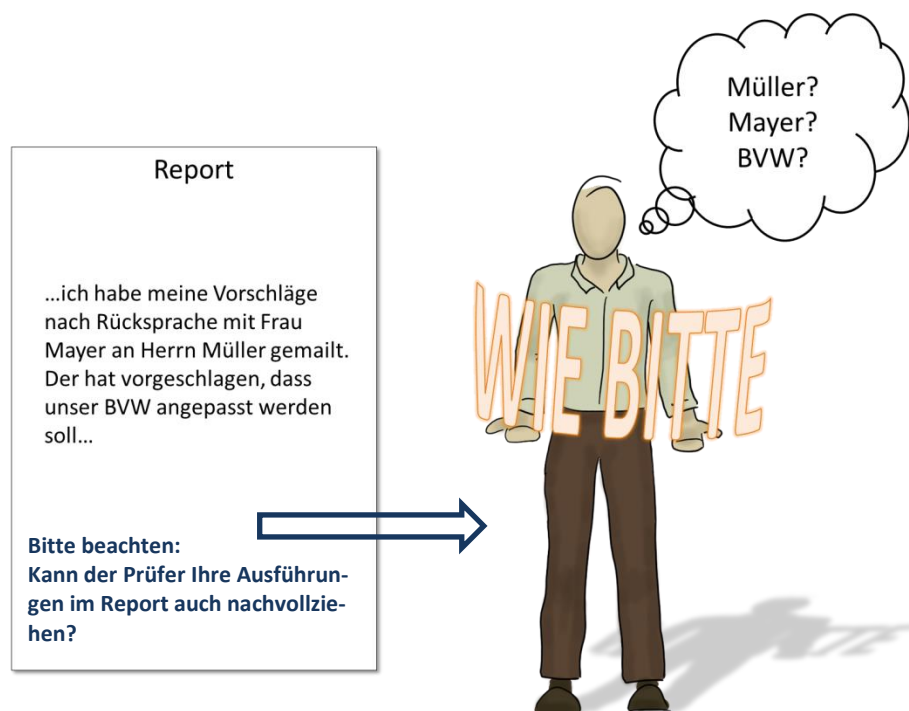 Report
...ich habe meine Vorschläge
nach Rücksprache mit Frau
Mayer an Herrn Müller gemailt.
Der hat vorgeschlagen, dass
unser BVW angepasst werden
soll...
Bitte beachten:
Kann der Prüfer Ihre Ausführun-
gen im Report auch nachvollzie-
hen?
Müller?
Mayer?
BVW?
WIE BITTE